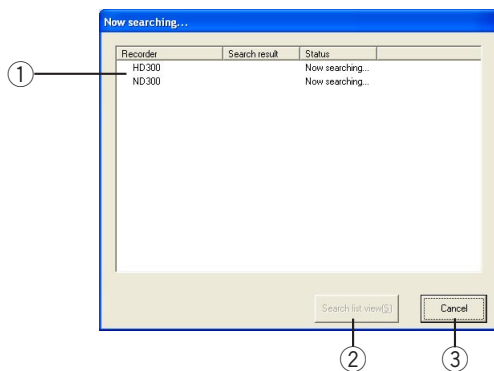 Now searching...
Recorder Search result Status
① HD300 Now searching...
ND300 Now searching...
Search list view(S) Cancel
② ③